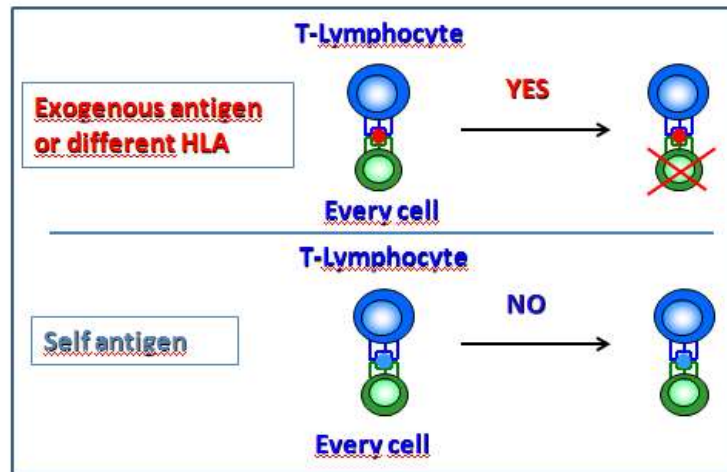 T-Lymphocyte
YES
Exogenous antigen
or different HLA
Every cell
T-Lymphocyte
NO
Self antigen
Every cell